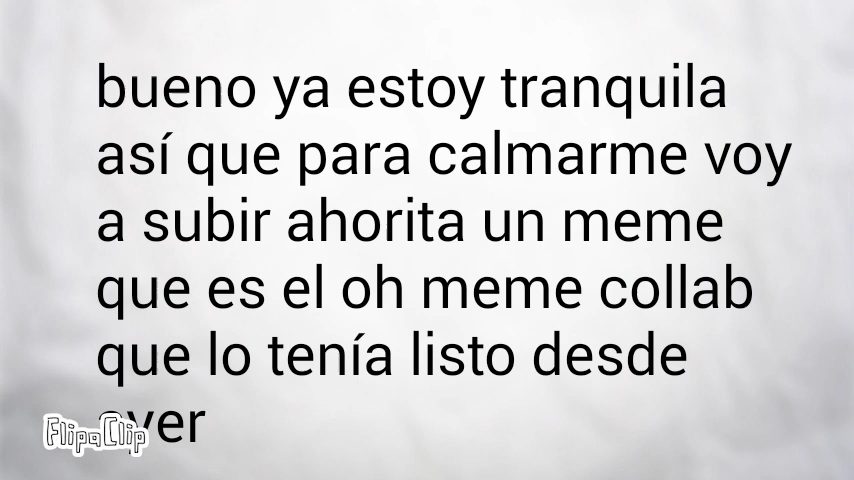 bueno ya estoy tranquila
así que para calmarme voy
a subir ahorita un meme
que es el oh meme collab
que lo tenía listo desde
ayer
FlipaClip